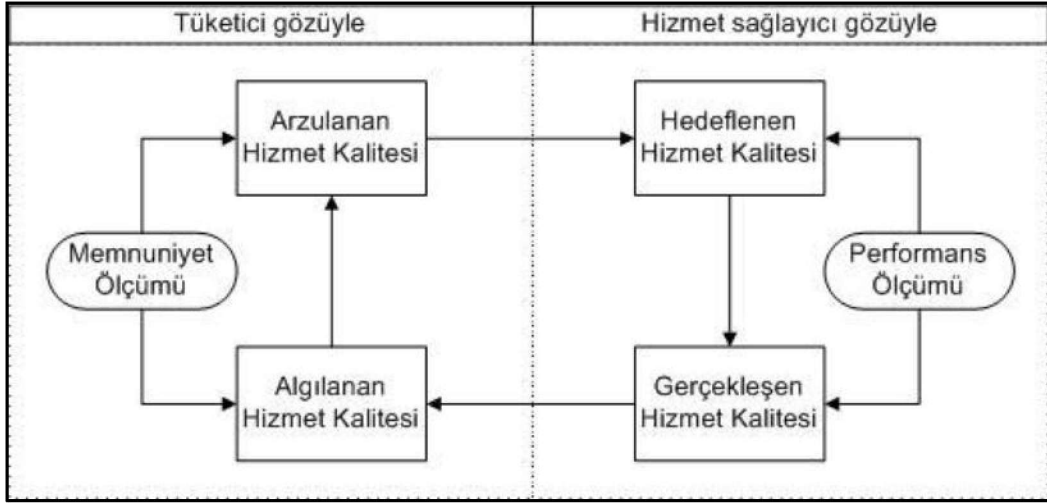 Tüketici gözüyle
Hizmet sağlayıcı gözüyle
Arzulanan
Hizmet Kalitesi
Hedeflenen
Hizmet Kalitesi
Memnuniyet
Ölçümü
Performans
Ölçümü
Algılanan
Hizmet Kalitesi
Gerçekleşen
Hizmet Kalitesi